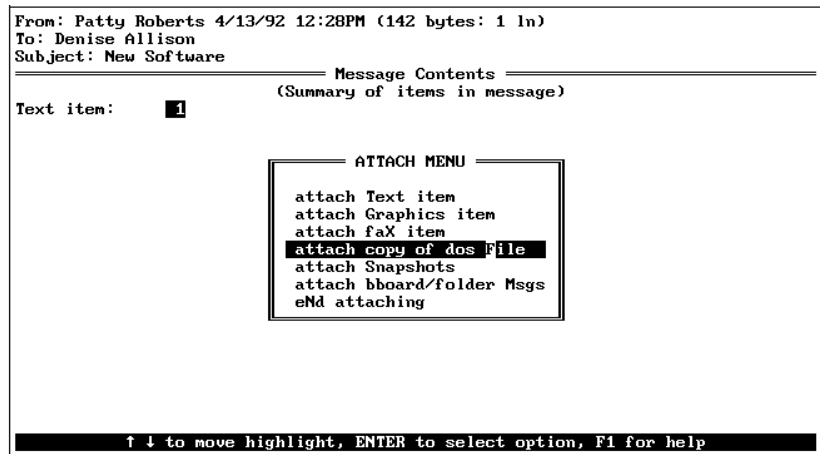 From: Patty Roberts 4/13/92 12:28PM (142 bytes: 1 ln)
To: Denise Allison
Subject: New Software
Message Contents
(Summary of items in message)
Text item: 1
ATTACH MENU
attach Text item
attach Graphics item
attach faX item
attach copy of dos File
attach Snapshots
attach bboard/folder Msgs
eNd attaching
↑ ↓ to move highlight, ENTER to select option, F1 for help